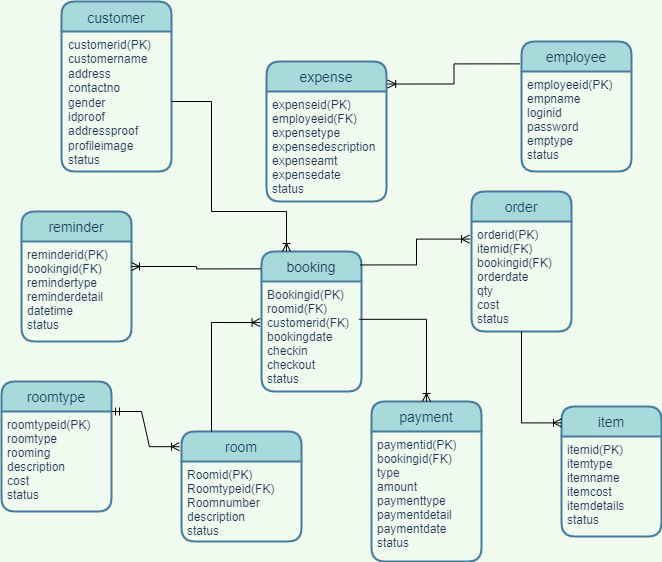 customer
customerid(PK)
customername
address
contactno
gender
idproof
addressproof
profileimage
status
expense
expenseid(PK)
employeeid(FK)
expensetype
expensedescription
expenseamt
expensedate
status
employee
employeeid(PK)
empname
loginid
password
emptype
status
reminder
reminderid(PK)
bookingid(FK)
remindertype
reminderdetail
datetime
status
booking
Bookingid(PK)
roomid(FK)
customerid(FK)
bookingdate
checkin
checkout
status
order
orderid(PK)
itemid(FK)
bookingid(FK)
orderdate
qty
cost
status
roomtype
roomtypeid(PK)
roomtype
rooming
description
cost
status
room
Roomid(PK)
Roomtypeid(FK)
Roomnumber
description
status
payment
paymentid(PK)
bookingid(FK)
type
amount
paymenttype
paymentdetail
paymentdate
status
item
itemid(PK)
itemtype
itemname
itemcost
itemdetails
status